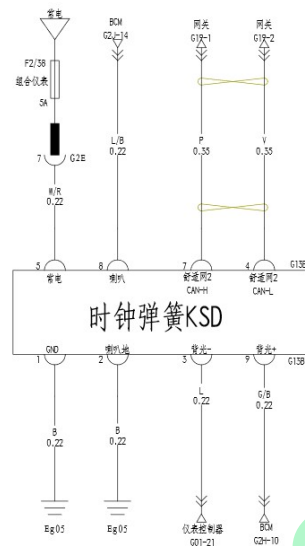 常电
BCM
网关
网关
G2J-14
G19-1
G19-2
F2/38
组合仪表
5A
7
G2E
L/B
0.22
P
0.35
V
0.35
W/R
0.22
5
8
7
4
G13B
常电
喇叭
舒适网2
CAN-H
舒适网2
CAN-L
时钟弹簧KSD
GND
喇叭地
背光-
背光+
1
2
3
9
G13B
L
0.22
G/B
0.22
B
0.22
B
0.22
Eg05
Eg05
仪表控制器
G01-21
BCM
G2H-10